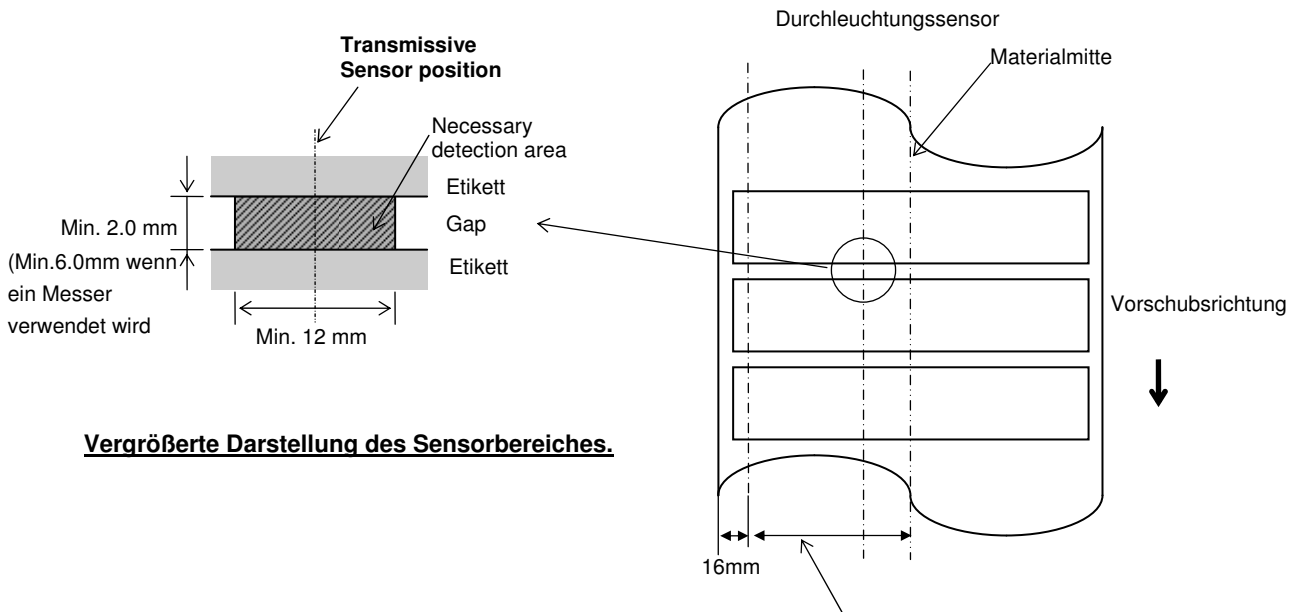 Durchleuchtungssensor
Transmissive
Sensor position
Materialmitte
Necessary
detection area
Etikett
Min. 2.0 mm
Gap
(Min.6.0mm wenn
ein Messer
verwendet wird
Etikett
Min. 12 mm
Vorschubsrichtung
Vergrößerte Darstellung des Sensorbereiches.
16mm